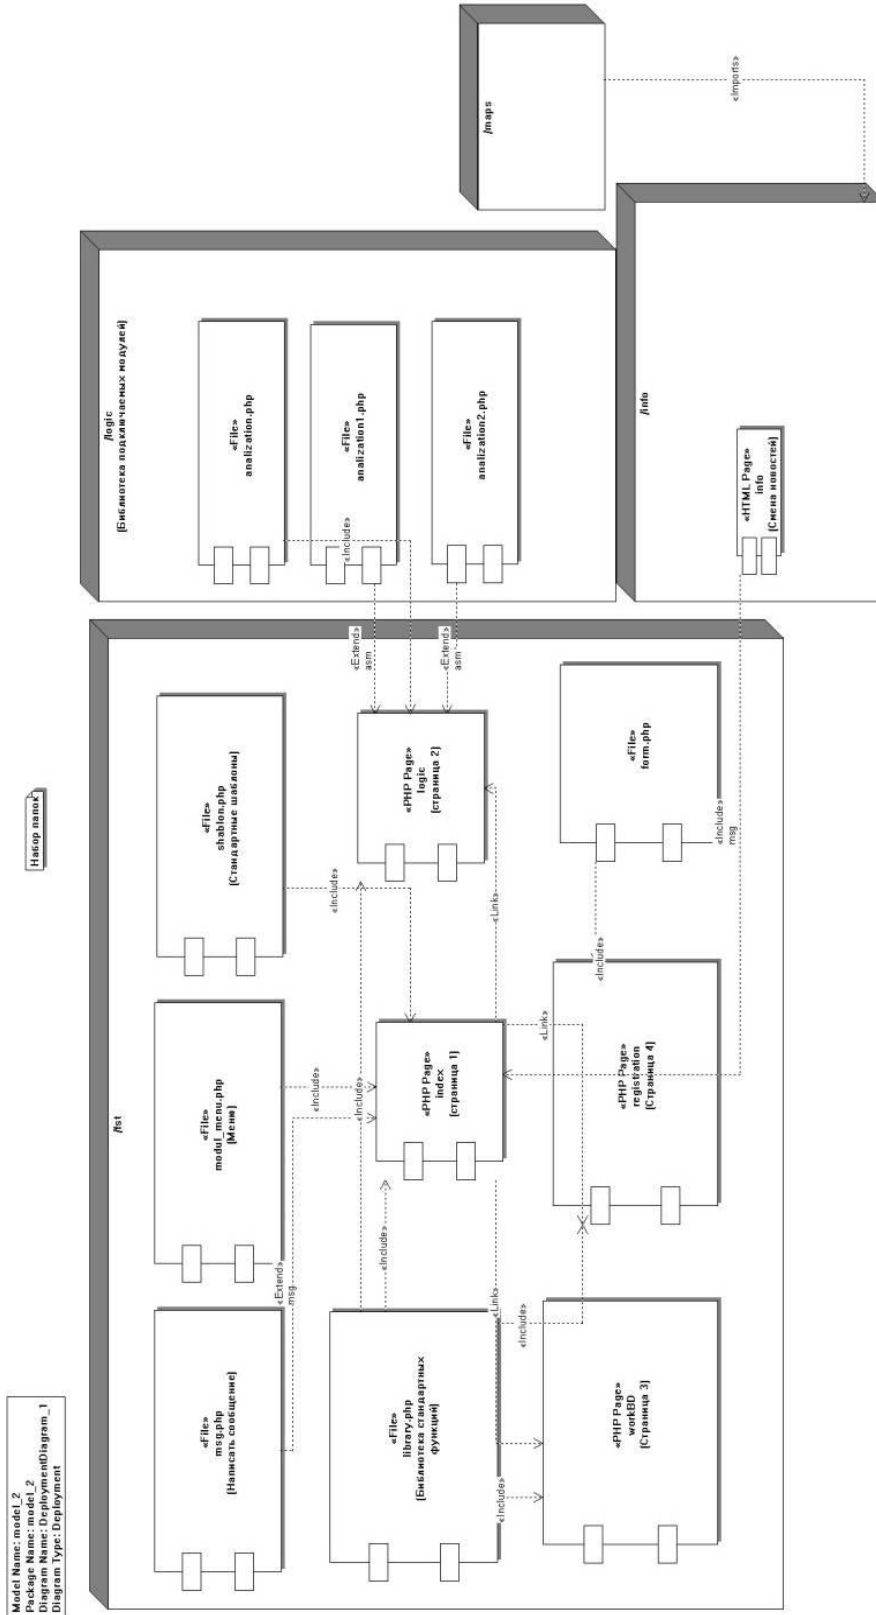 Model Name: model_2
Package Name: model_2
Diagram Name: DeploymentDiagram_1
Diagram Type: Deployment
Набор папок
/fst
«File»
msg.php
(Написать сообщение)
«File»
modul_menu.php
(Меню)
«File»
shablon.php
(Стандартные шаблоны)
«Extend»
msg
«Include»
«Include»
«Include»
«Include»
«File»
library.php
(Библиотека стандартных
функций)
«PHP Page»
index
(страница 1)
«PHP Page»
logic
(страница 2)
«Link»
«Link»
«Link»
«Include»
«Include»
«PHP Page»
workBD
(Страница 3)
«PHP Page»
registration
(Страница 4)
«Include»
«File»
form.php
«Include»
msg
/logic
(Библиотека подключаемых модулей)
«File»
analization.php
«File»
analization1.php
«File»
analization2.php
«Include»
«Extend»
asm
«Extend»
asm
/info
«HTML Page»
info
(Смена новостей)
/maps
«Imports»